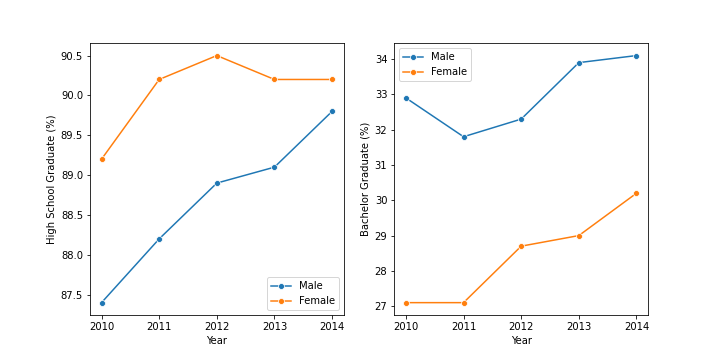 90.5
90.0
89.5
89.0
88.5
88.0
87.5
High School Graduate (%)
2010 2011 2012 2013 2014
Year
Male
Female
34
33
32
31
30
29
28
27
Bachelor Graduate (%)
2010 2011 2012 2013 2014
Year
Male
Female